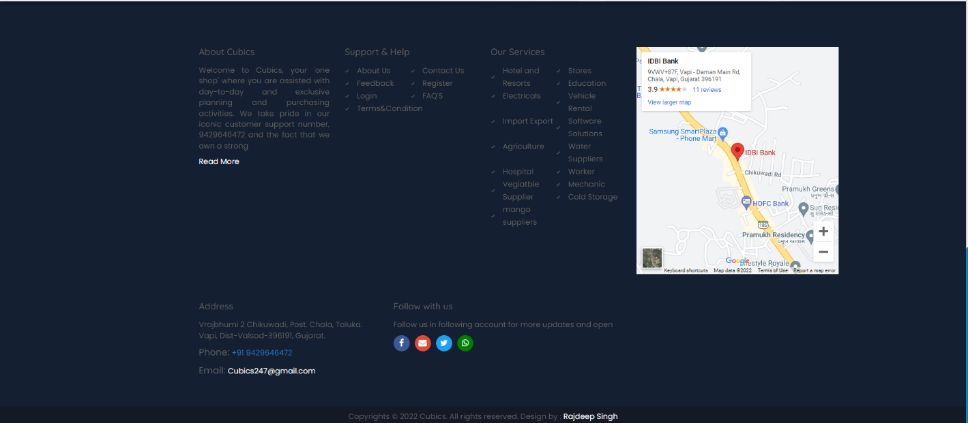 About Cubics
Welcome to Cubics, your one
shop where you are assisted with
day-to-day and exclusive
planning and purchasing
activities. We take pride in our
iconic customer support number,
9429646472 and the fact that we
own a strong
Read More
Support & Help
About Us
Contact Us
Feedback
Register
Login
FAQ'S
Terms&Condition
Our Services
Hotel and
Resorts
Stores
Education
Electricals
Vehicle
Rental
Import Export
Software
Solutions
Agriculture
Water
Suppliers
Hospital
Worker
Vegiatble
Supplier
Mechanic
Cold Storage
mango
suppliers
IDBI Bank
9VWV+87F, Vapi - Daman Main Rd,
Chala, Vapi, Gujarat 396191
3.9 ★★★★★ 11 reviews
View larger map
Samsung SmartPlaza
- Phone Mart
IDBI Bank
Chikuwadi Rd
Pramukh Greens
HDFC Bank
Sun Resi
Pramukh Residency
Google
Lifestyle Royale
Keyboard shortcuts Map data ©2022 Terms of Use Report a map error
Address
Vrajbhumi 2 Chikuwadi, Post. Chala, Taluka
Vapi, Dist-Valsad-396191, Gujarat.
Phone: +91 9429646472
Email: Cubics247@gmail.com
Follow with us
Follow us in following account for more updates and open
Copyrights © 2022 Cubics. All rights reserved. Design by : Rajdeep Singh